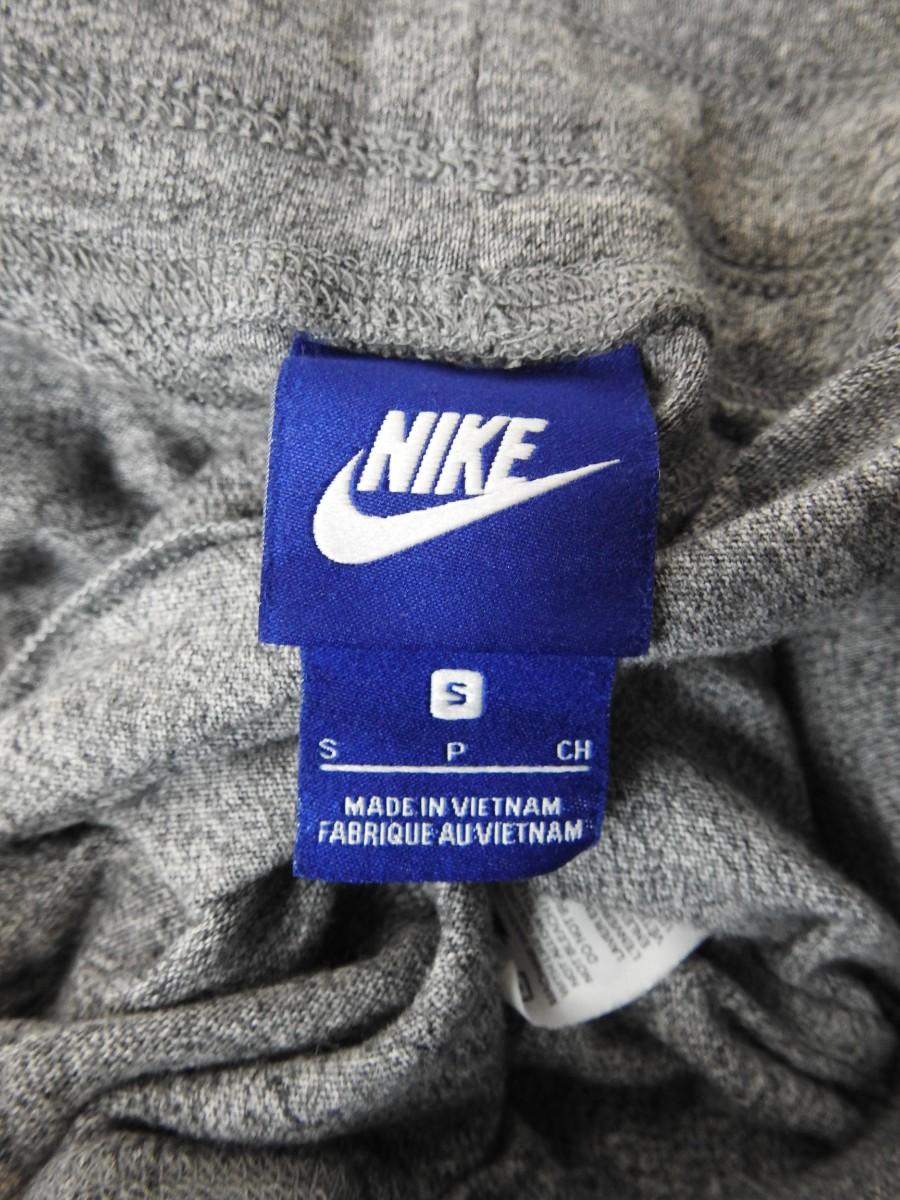 NIKE
S
S P CH
MADE IN VIETNAM
FABRIQUE AU VIETNAM